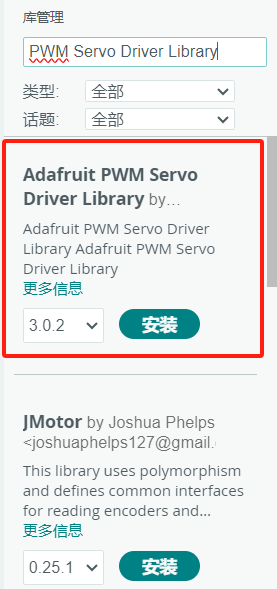 库管理
PWM Servo Driver Library
类型: 全部
话题: 全部
Adafruit PWM Servo
Driver Library by...
Adafruit PWM Servo Driver
Library Adafruit PWM Servo
Driver Library
更多信息
3.0.2 安装
JMotor by Joshua Phelps
<joshuaphelps127@gmail.
This library uses polymorphism
and defines common interfaces
for reading encoders and...
更多信息
0.25.1 安装